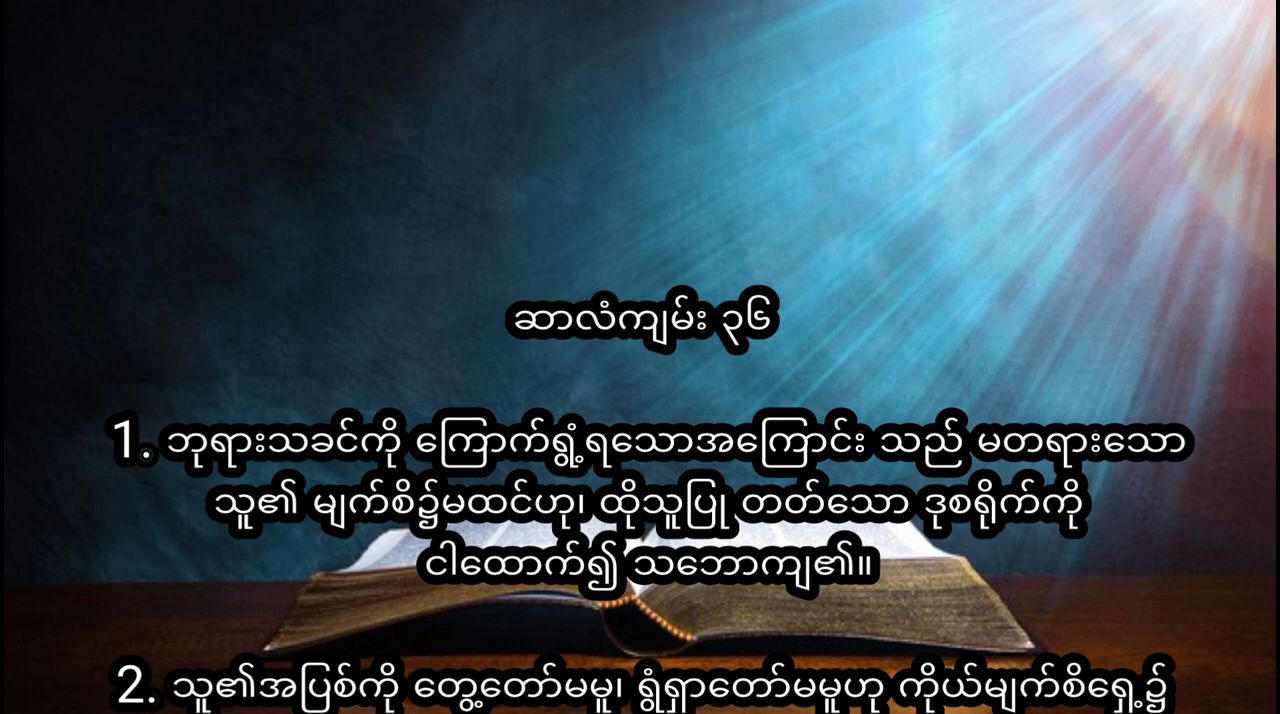 ဆာလံကျမ်း ၃၆
1. ဘုရားသခင်ကို ကြောက်ရွံ့ရသောအကြောင်း သည် မတရားသော
သူ၏ မျက်စိ၌မထင်ဟု၊ ထိုသူပြု တတ်သော ဒုစရိုက်ကို
ငါထောက်၍ သဘောကျ၏။
2. သူ၏အပြစ်ကို တွေ့တော်မမူ၊ ရွံရှာတော်မမူဟု ကိုယ်မျက်စိရှေ့၌